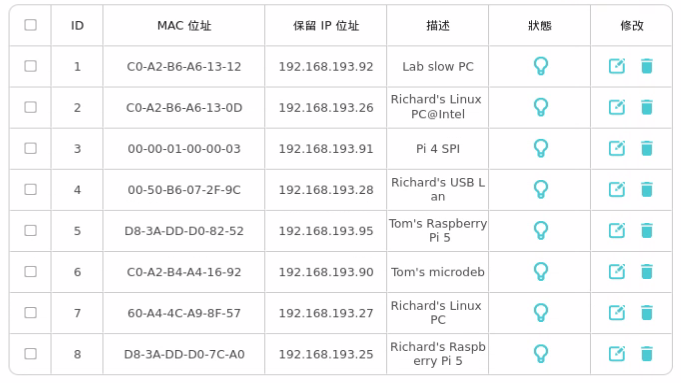 ID MAC 位址 保留 IP 位址 描述 狀態 修改
1 C0-A2-B6-A6-13-12 192.168.193.92 Lab slow PC
2 C0-A2-B6-A6-13-0D 192.168.193.26 Richard's Linux
PC@Intel
3 00-00-01-00-00-03 192.168.193.91 Pi 4 SPI
4 00-50-B6-07-2F-9C 192.168.193.28 Richard's USB L
an
5 D8-3A-DD-D0-82-52 192.168.193.95 Tom's Raspberry
Pi 5
6 C0-A2-B4-A4-16-92 192.168.193.90 Tom's microdeb
7 60-A4-4C-A9-8F-57 192.168.193.27 Richard's Linux
PC
8 D8-3A-DD-D0-7C-A0 192.168.193.25 Richard's Raspb
erry Pi 5